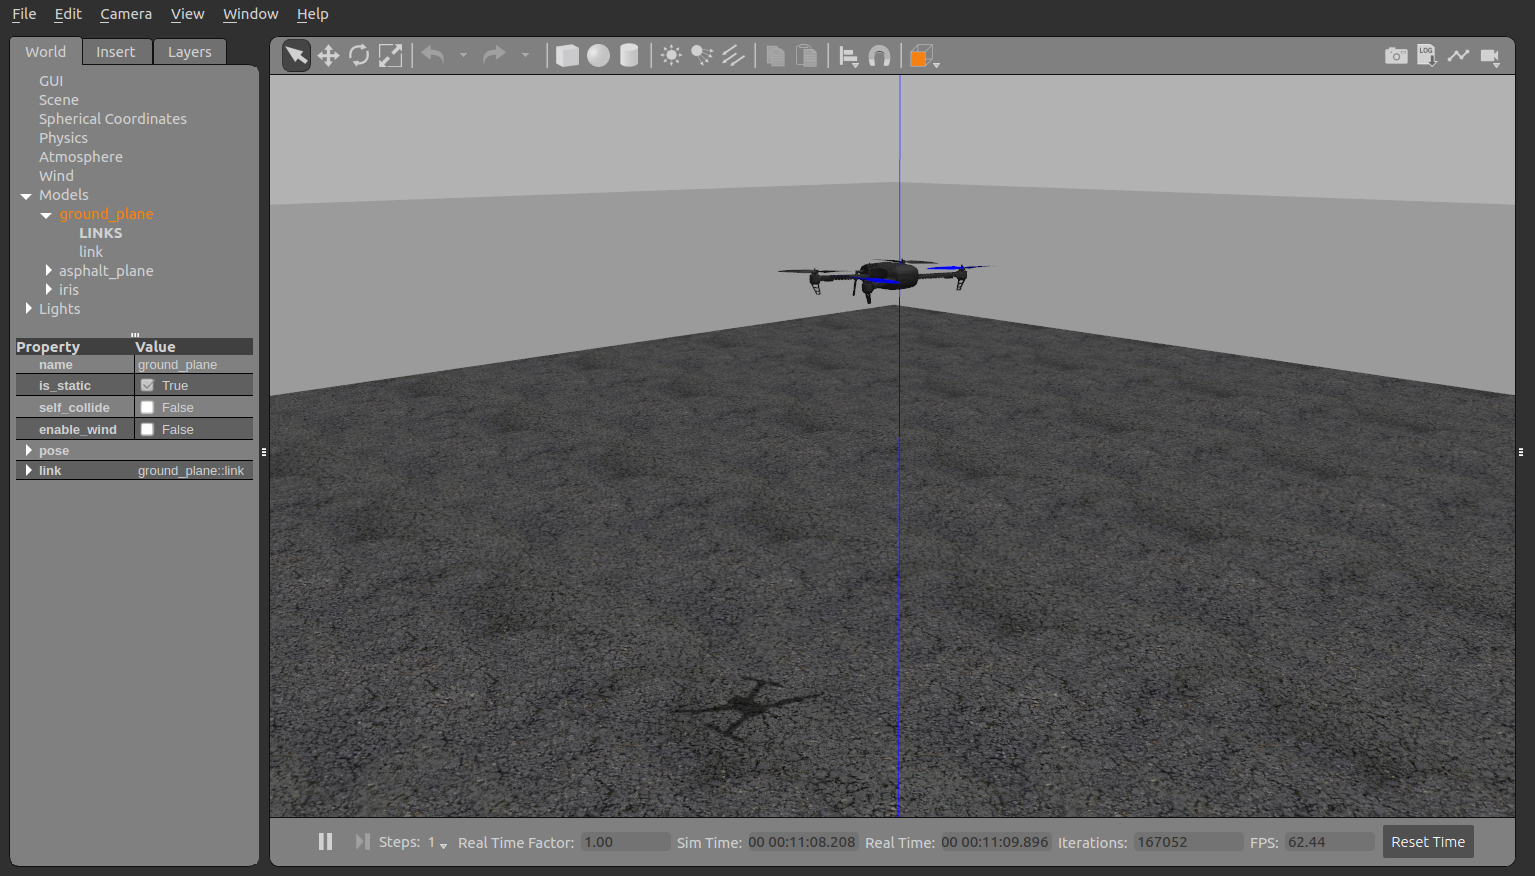 File Edit Camera View Window Help
World Insert Layers
LOG
GUI
Scene
Spherical Coordinates
Physics
Atmosphere
Wind
Models
ground_plane
LINKS
link
asphalt_plane
iris
Lights
Property Value
name ground_plane
is_static True
self_collide False
enable_wind False
pose
link ground_plane::link
Steps: 1 Real Time Factor: 1.00 Sim Time: 00 00:11:08.208 Real Time: 00 00:11:09.896 Iterations: 167052 FPS: 62.44 Reset Time